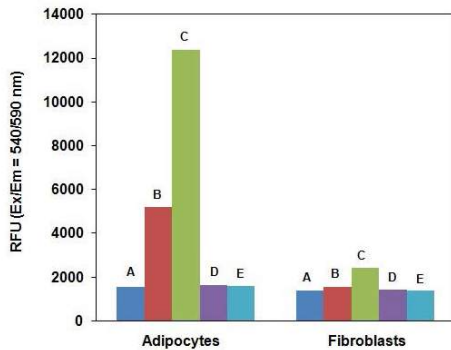 14000
12000
10000
8000
6000
4000
2000
0
RFU (Ex/Em = 540/590 nm)
A B C D E
A B C D E
Adipocytes Fibroblasts